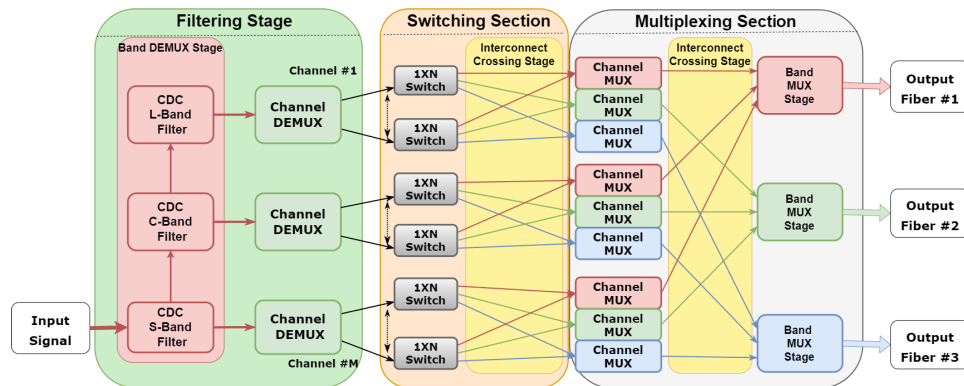 Filtering Stage
Switching Section
Multiplexing Section
Band DEMUX Stage
Interconnect
Crossing Stage
Interconnect
Crossing Stage
Channel #1
CDC
L-Band
Filter
Channel
DEMUX
1XN
Switch
1XN
Switch
Channel
MUX
Channel
MUX
Channel
MUX
Band
MUX
Stage
Output
Fiber #1
CDC
C-Band
Filter
Channel
DEMUX
1XN
Switch
1XN
Switch
Channel
MUX
Channel
MUX
Channel
MUX
Band
MUX
Stage
Output
Fiber #2
Input
Signal
CDC
S-Band
Filter
Channel
DEMUX
Channel #M
1XN
Switch
1XN
Switch
Channel
MUX
Channel
MUX
Channel
MUX
Band
MUX
Stage
Output
Fiber #3